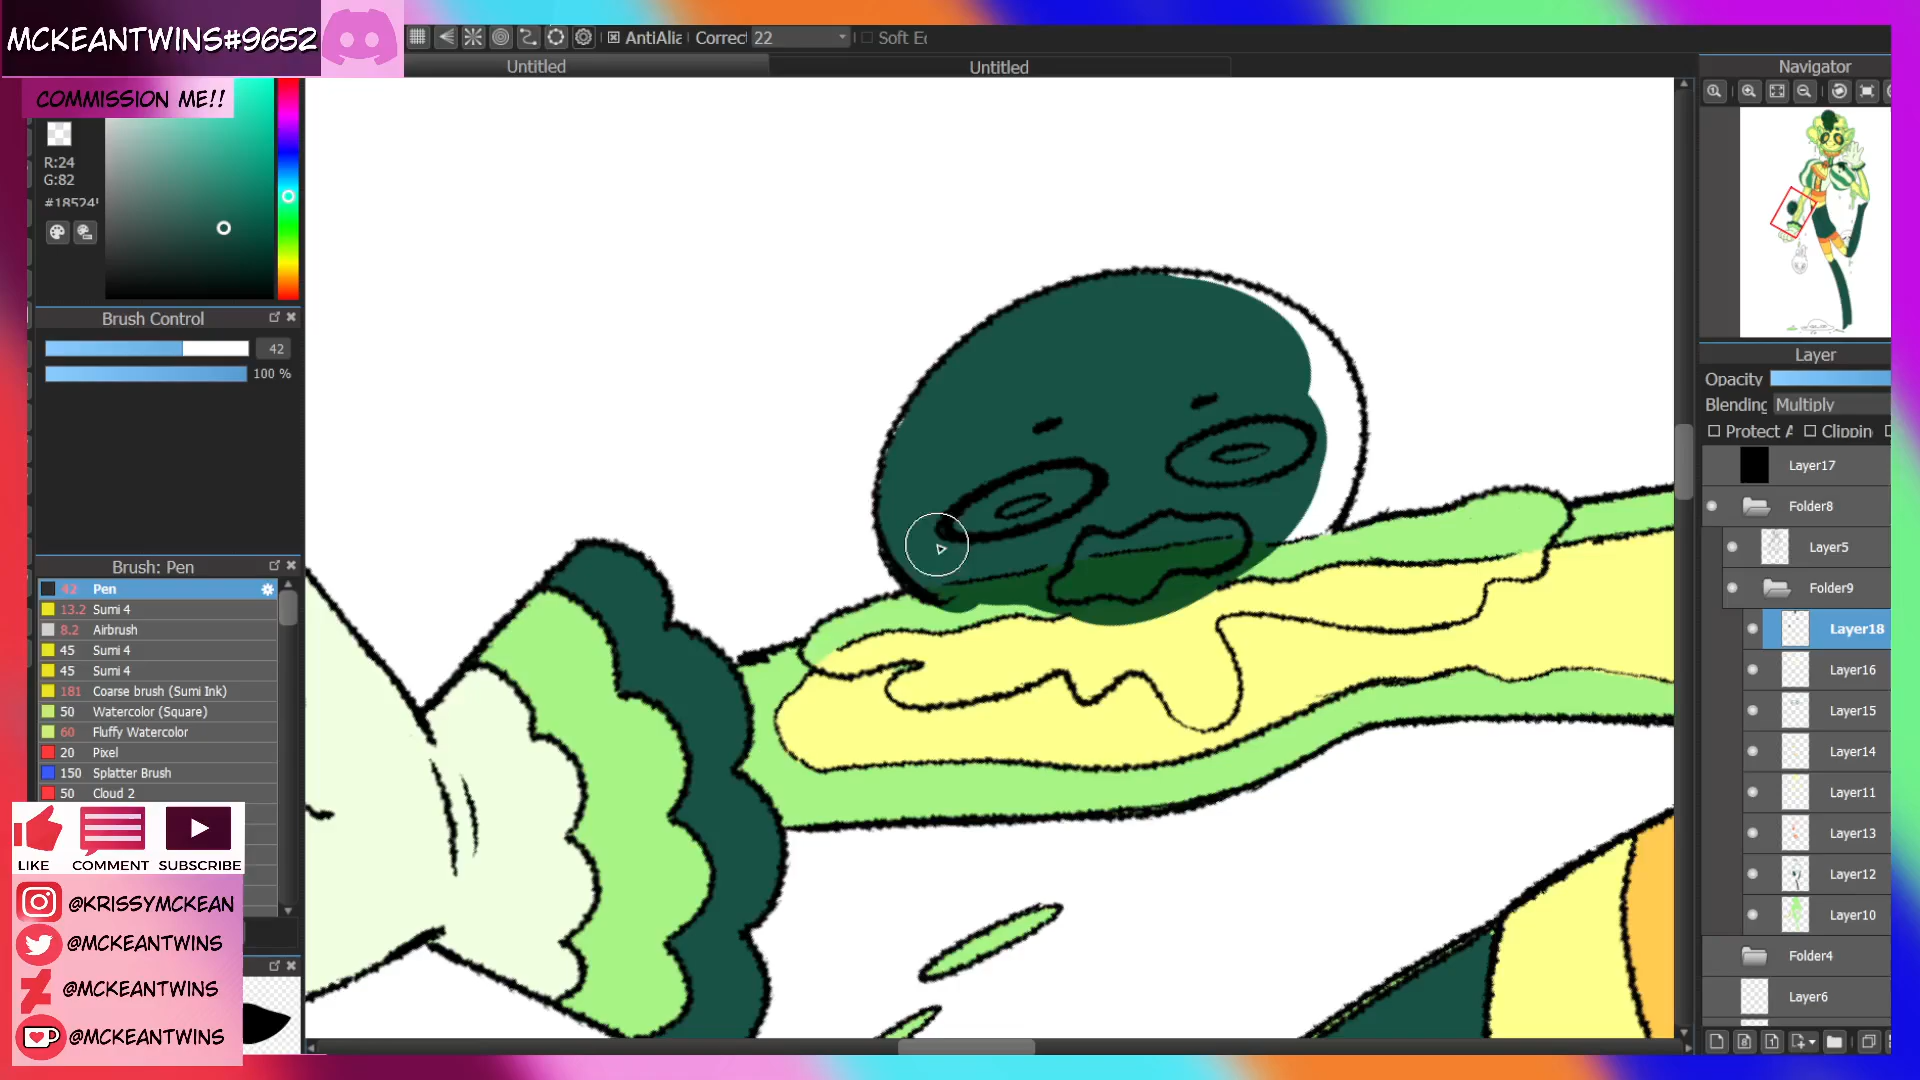 MCKEANTWINS#9652
COMMISSION ME!!
AntiAlia
Correct 22
Soft Ed
Untitled
Untitled
Navigator
R:24
G:82
Brush Control
42
100 %
Brush: Pen
42 Pen
13.2 Sumi 4
8.2 Airbrush
45 Sumi 4
45 Sumi 4
181 Coarse brush (Sumi Ink)
50 Watercolor (Square)
60 Fluffy Watercolor
20 Pixel
150 Splatter Brush
50 Cloud 2
LIKE COMMENT SUBSCRIBE
@KRISSYMCKEAN
@MCKEANTWINS
@MCKEANTWINS
@MCKEANTWINS
Layer
Opacity
Blending Multiply
Protect A
Clipping
Layer17
Folder8
Layer5
Folder9
Layer18
Layer16
Layer15
Layer14
Layer11
Layer13
Layer12
Layer10
Folder4
Layer6